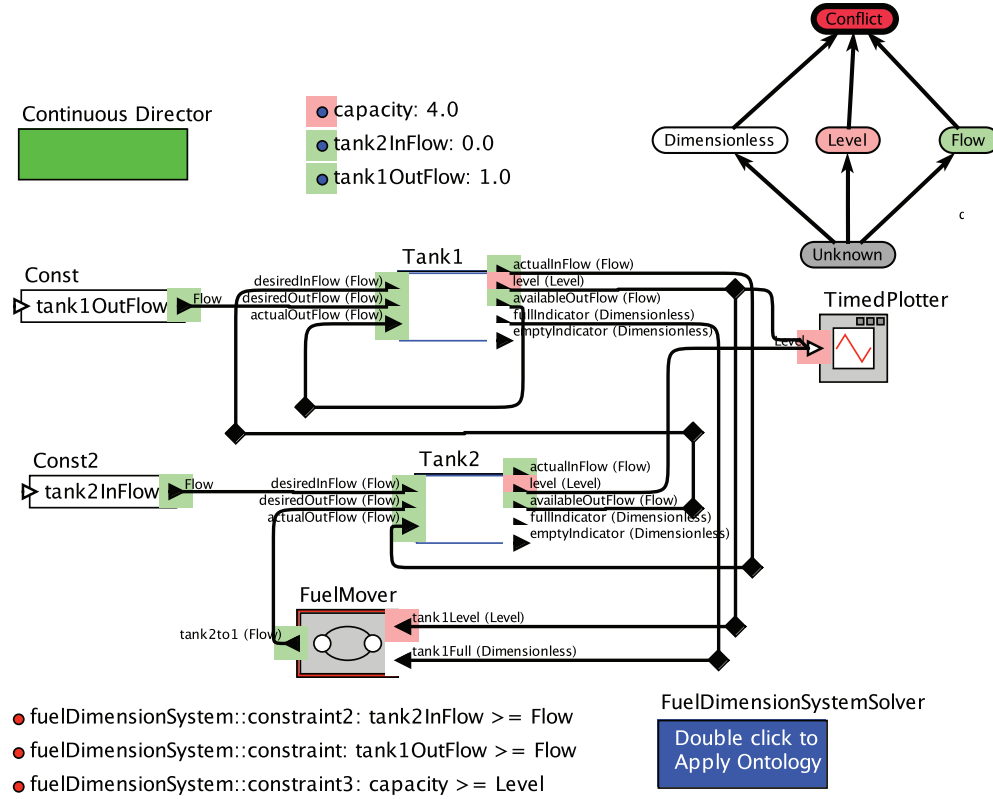 Conflict
Continuous Director
capacity: 4.0
tank2InFlow: 0.0
tank1OutFlow: 1.0
Dimensionless
Level
Flow
Unknown
Const
tank1OutFlow
Flow
Tank1
desiredInFlow (Flow)
desiredOutFlow (Flow)
actualOutFlow (Flow)
actualInFlow (Flow)
level (Level)
availableOutFlow (Flow)
fullIndicator (Dimensionless)
emptyIndicator (Dimensionless)
TimedPlotter
Level
Const2
tank2InFlow
Flow
Tank2
desiredInFlow (Flow)
desiredOutFlow (Flow)
actualOutFlow (Flow)
actualInFlow (Flow)
level (Level)
availableOutFlow (Flow)
fullIndicator (Dimensionless)
emptyIndicator (Dimensionless)
FuelMover
tank2to1 (Flow)
tank1Level (Level)
tank1Full (Dimensionless)
fuelDimensionSystem::constraint2: tank2InFlow >= Flow
fuelDimensionSystem::constraint: tank1OutFlow >= Flow
fuelDimensionSystem::constraint3: capacity >= Level
FuelDimensionSystemSolver
Double click to
Apply Ontology